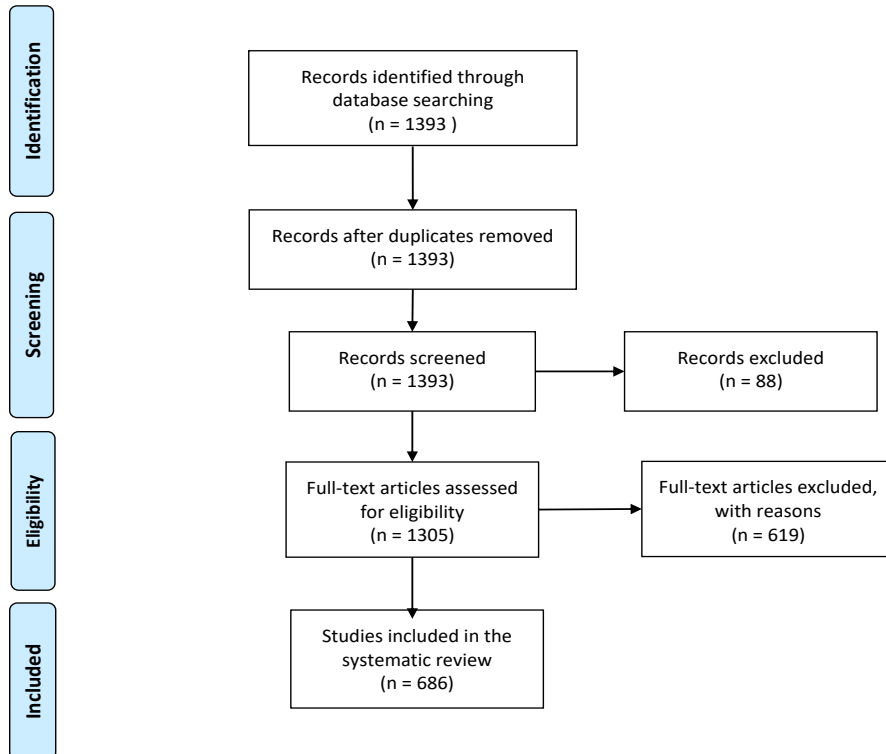 Identification
Records identified through
database searching
(n = 1393 )
Screening
Records after duplicates removed
(n = 1393)
Records screened
(n = 1393)
Records excluded
(n = 88)
Eligibility
Full-text articles assessed
for eligibility
(n = 1305)
Full-text articles excluded,
with reasons
(n = 619)
Included
Studies included in the
systematic review
(n = 686)